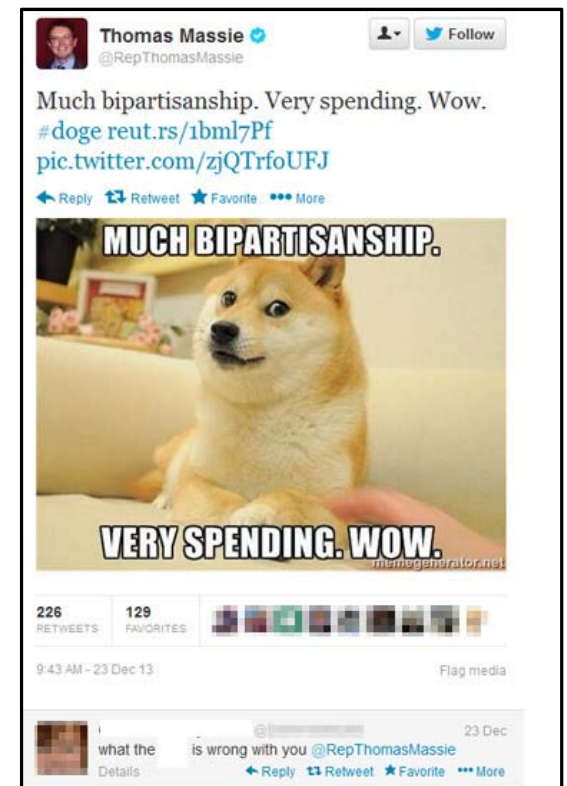 Thomas Massie
Follow
@RepThomasMassie
Much bipartisanship. Very spending. Wow.
#doge reut.rs/1bml7Pf
pic.twitter.com/zjQTrfoUFJ
Reply Retweet Favorite More
MUCH BIPARTISANSHIP.
VERY SPENDING. WOW.
memegenerator.net
226 129
RETWEETS FAVORITES
9:43 AM - 23 Dec 13 Flag media
23 Dec
what the is wrong with you @RepThomasMassie
Details Reply Retweet Favorite More